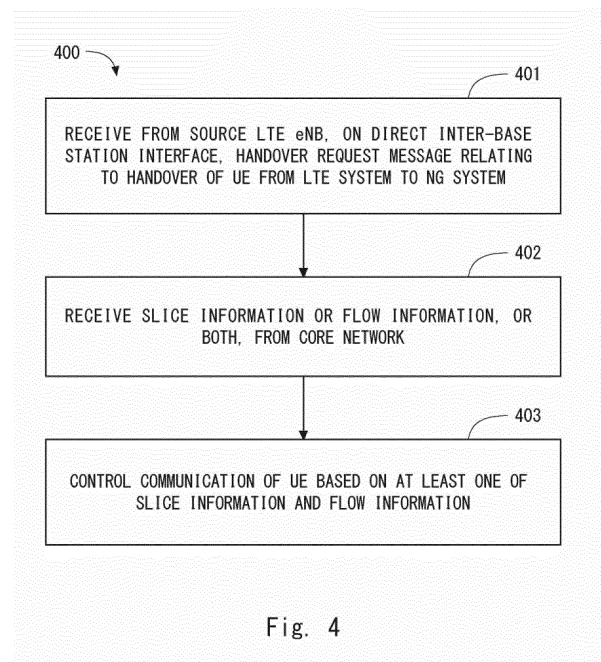 400
401
RECEIVE FROM SOURCE LTE eNB, ON DIRECT INTER-BASE
STATION INTERFACE, HANDOVER REQUEST MESSAGE RELATING
TO HANDOVER OF UE FROM LTE SYSTEM TO NG SYSTEM
402
RECEIVE SLICE INFORMATION OR FLOW INFORMATION, OR
BOTH, FROM CORE NETWORK
403
CONTROL COMMUNICATION OF UE BASED ON AT LEAST ONE OF
SLICE INFORMATION AND FLOW INFORMATION
Fig. 4